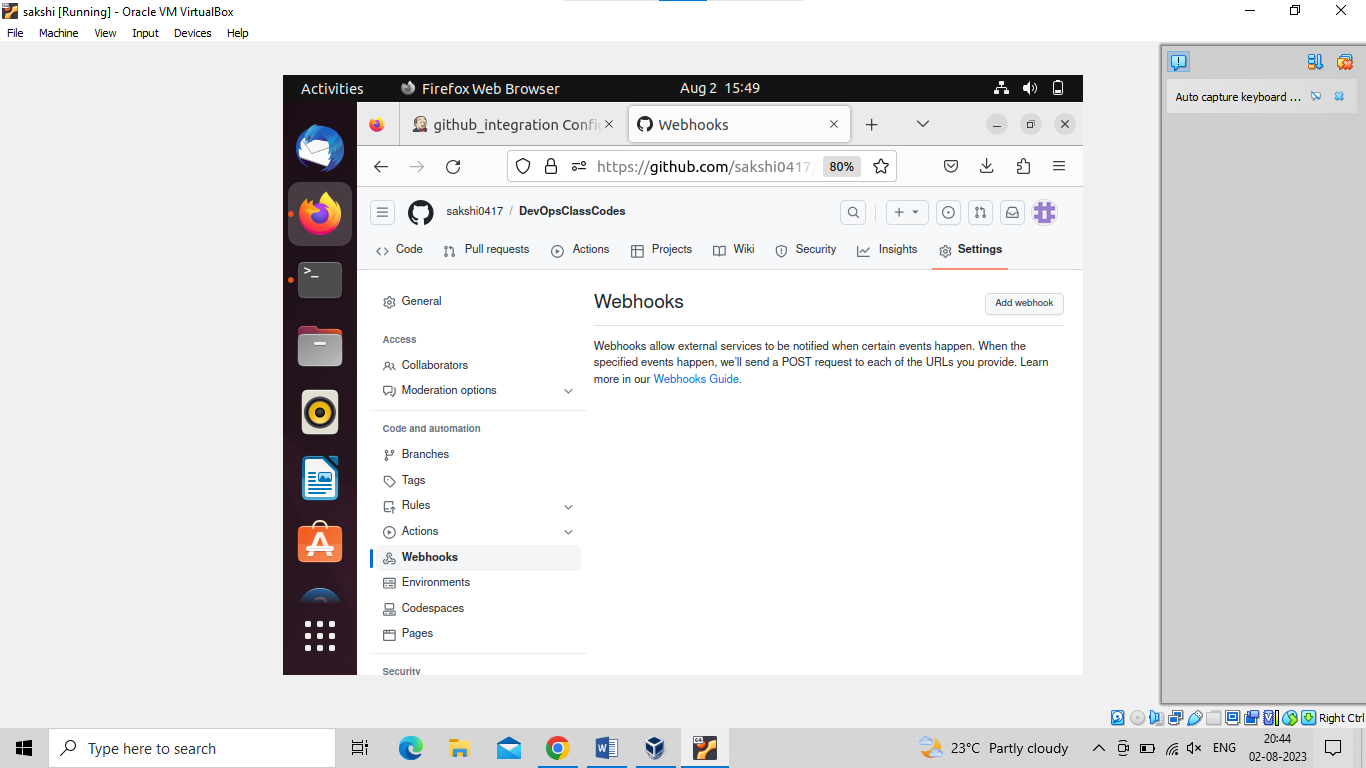 sakshi [Running] - Oracle VM VirtualBox
File Machine View Input Devices Help
Auto capture keyboard ...
Activities Firefox Web Browser Aug 2 15:49
github_integration Config Webhooks
https://github.com/sakshi0417/ 80%
sakshi0417 / DevOpsClassCodes
Code Pull requests Actions Projects Wiki Security Insights Settings
General
Access
Collaborators
Moderation options
Code and automation
Branches
Tags
Rules
Actions
Webhooks
Environments
Codespaces
Pages
Security
Webhooks
Add webhook
Webhooks allow external services to be notified when certain events happen. When the
specified events happen, we'll send a POST request to each of the URLs you provide. Learn
more in our Webhooks Guide.
Right Ctrl
Type here to search
23°C Partly cloudy
ENG
20:44
02-08-2023